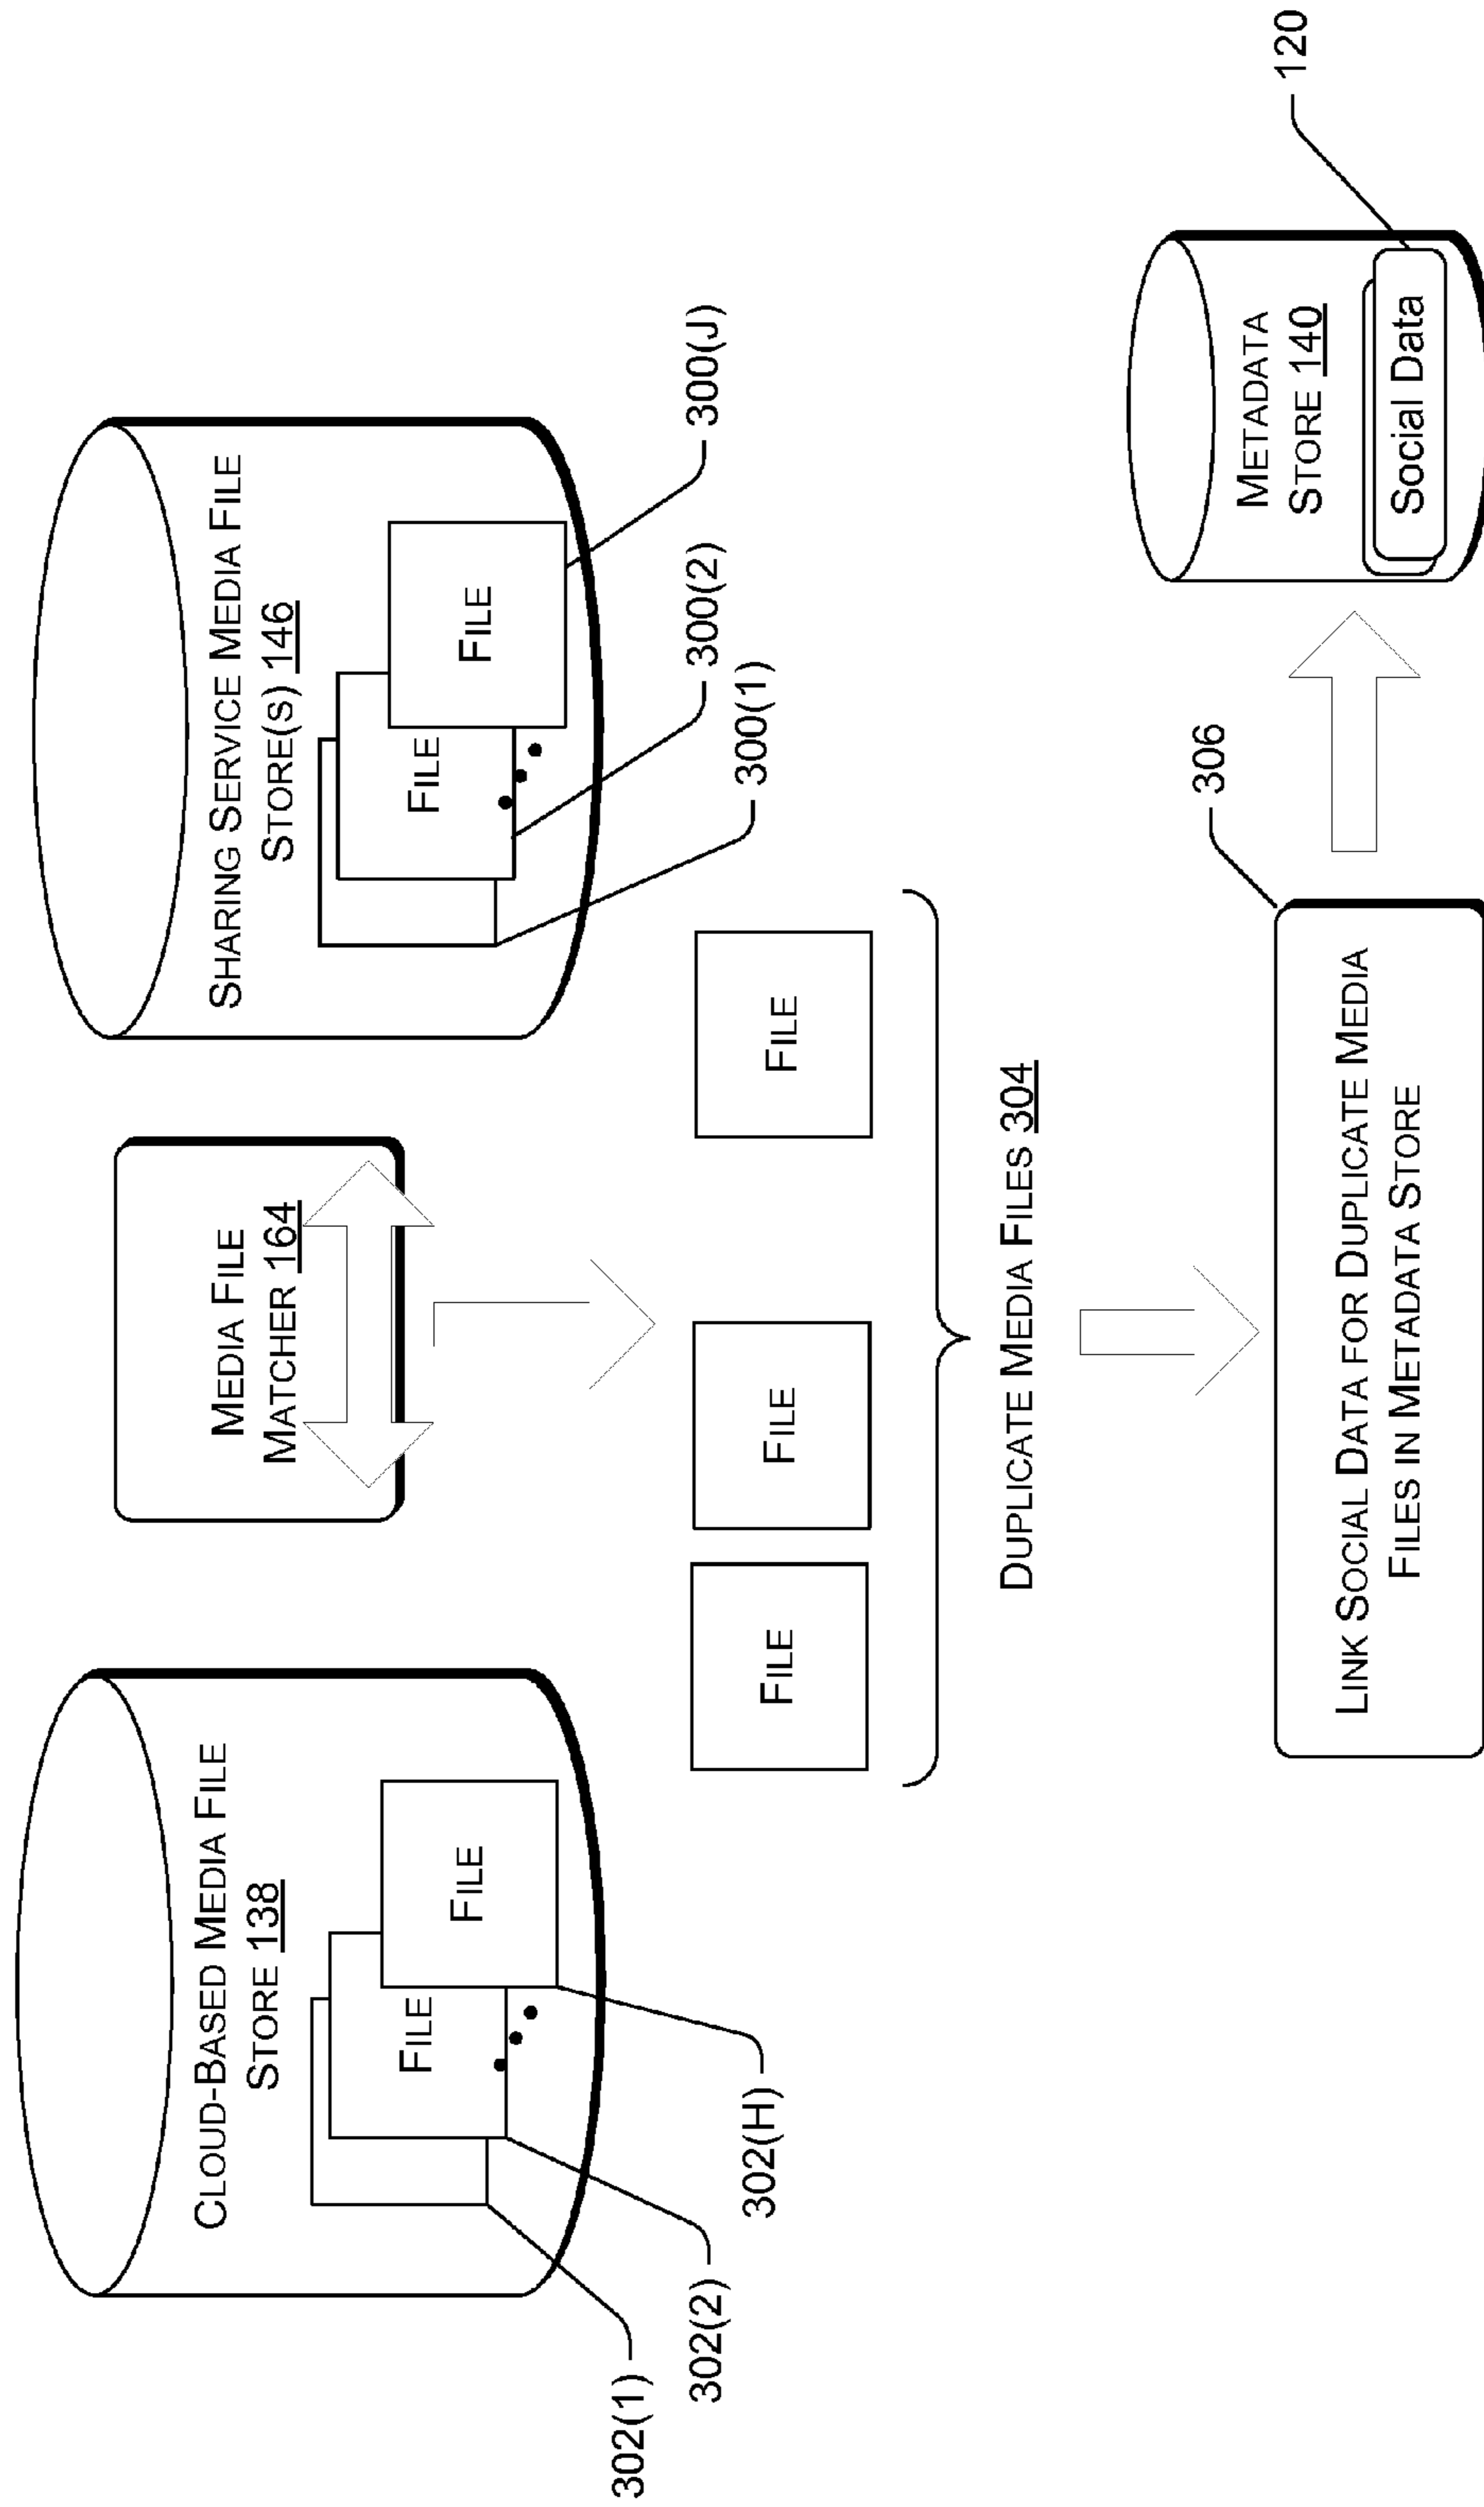 CLOUD-BASED MEDIA FILE
STORE 138
FILE
FILE
302(1)
302(2)
302(H)
MEDIA FILE
MATCHER 164
SHARING SERVICE MEDIA FILE
STORE(S) 146
FILE
FILE
300(1)
300(2)
300(J)
FILE
FILE
FILE
DUPLICATE MEDIA FILES 304
306
LINK SOCIAL DATA FOR DUPLICATE MEDIA
FILES IN METADATA STORE
METADATA
STORE 140
Social Data
120